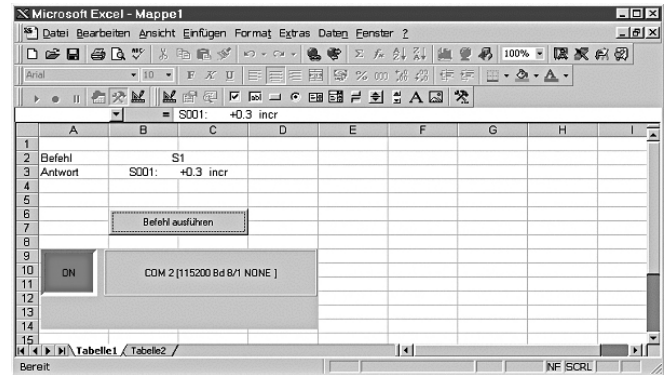 Microsoft Excel - Mappe1
Datei Bearbeiten Ansicht Einfügen Format Extras Daten Fenster ?
100%
Arial 10 F K U
= S001: +0.3 incr
A B C D E F G H I
1
2 Befehl S1
3 Antwort S001: +0.3 incr
4
5
6
Befehl ausführen
7
8
9
10 ON COM 2 [115200 Bd 8/1 NONE ]
11
12
13
14
15
Tabelle1 Tabelle2
Bereit NF SCRL